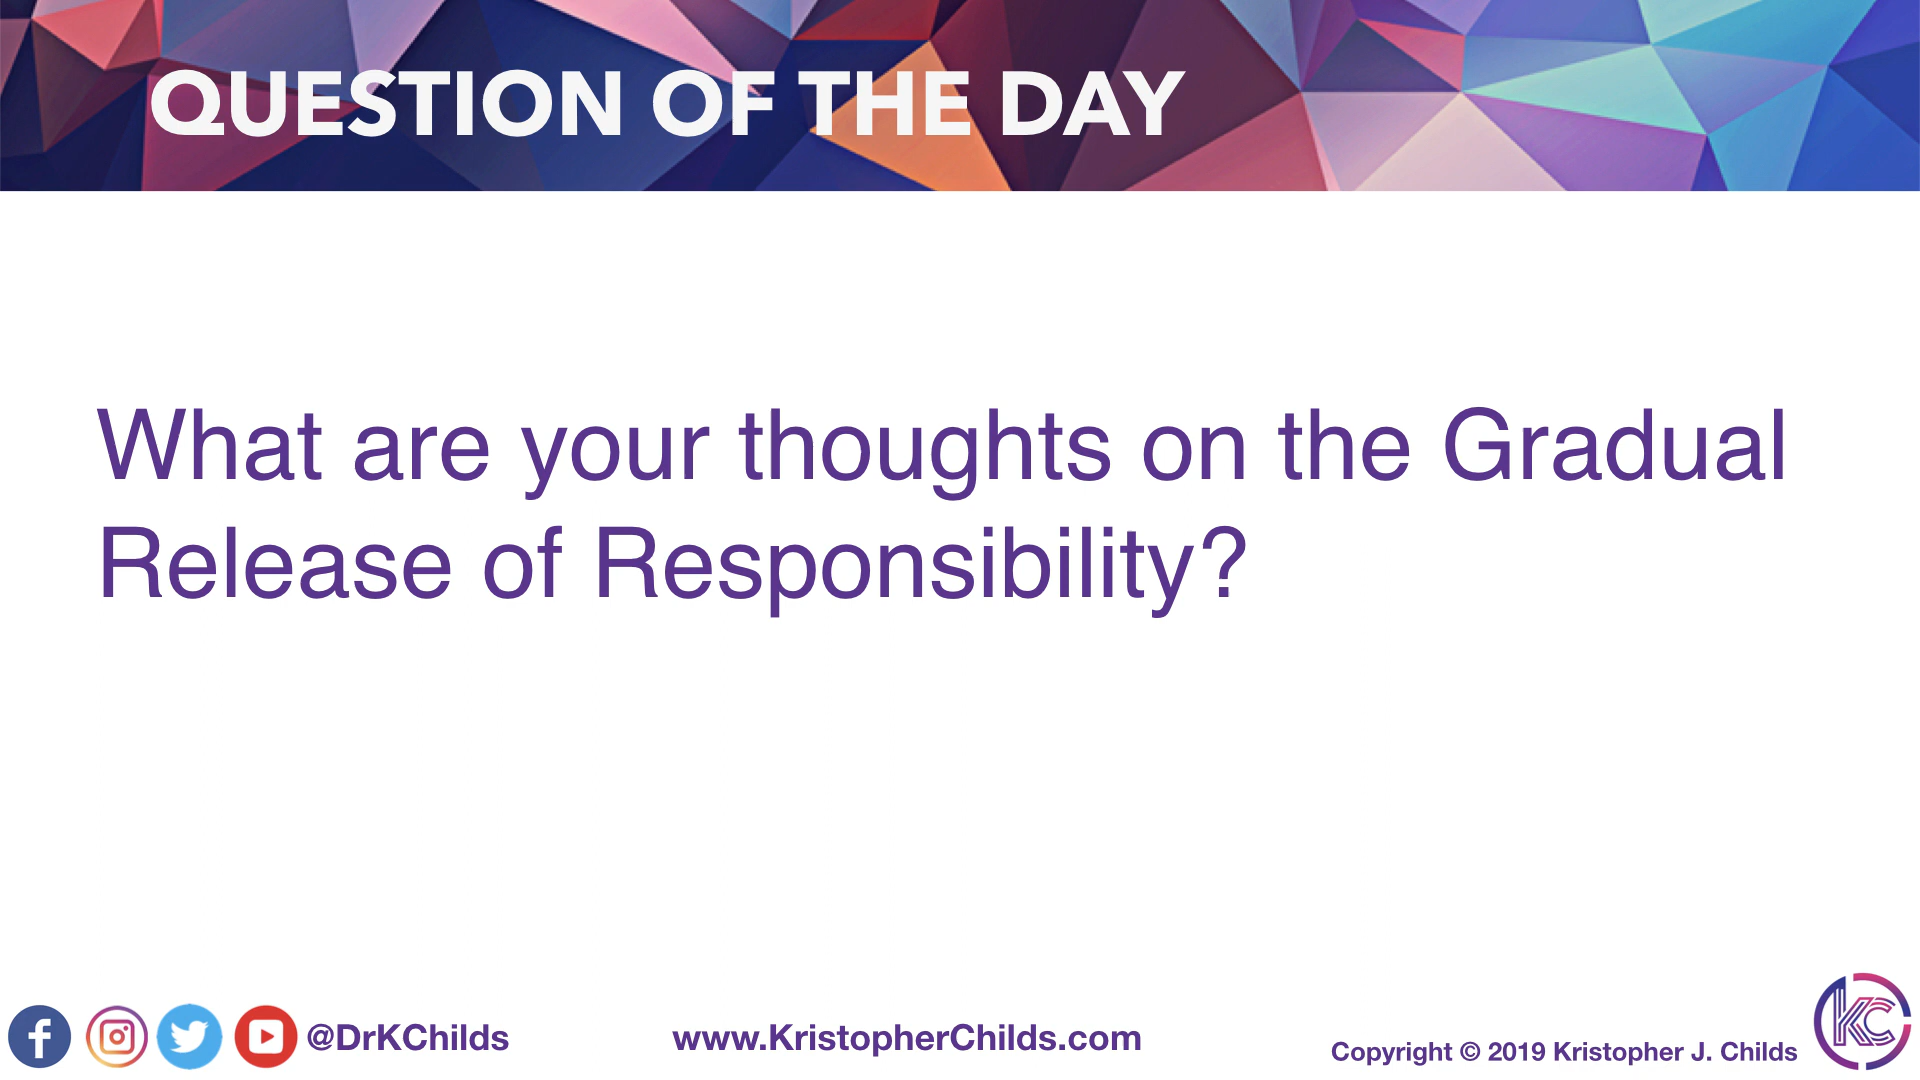 QUESTION OF THE DAY
What are your thoughts on the Gradual
Release of Responsibility?
@DrKChilds
www.KristopherChilds.com
Copyright © 2019 Kristopher J. Childs
KC